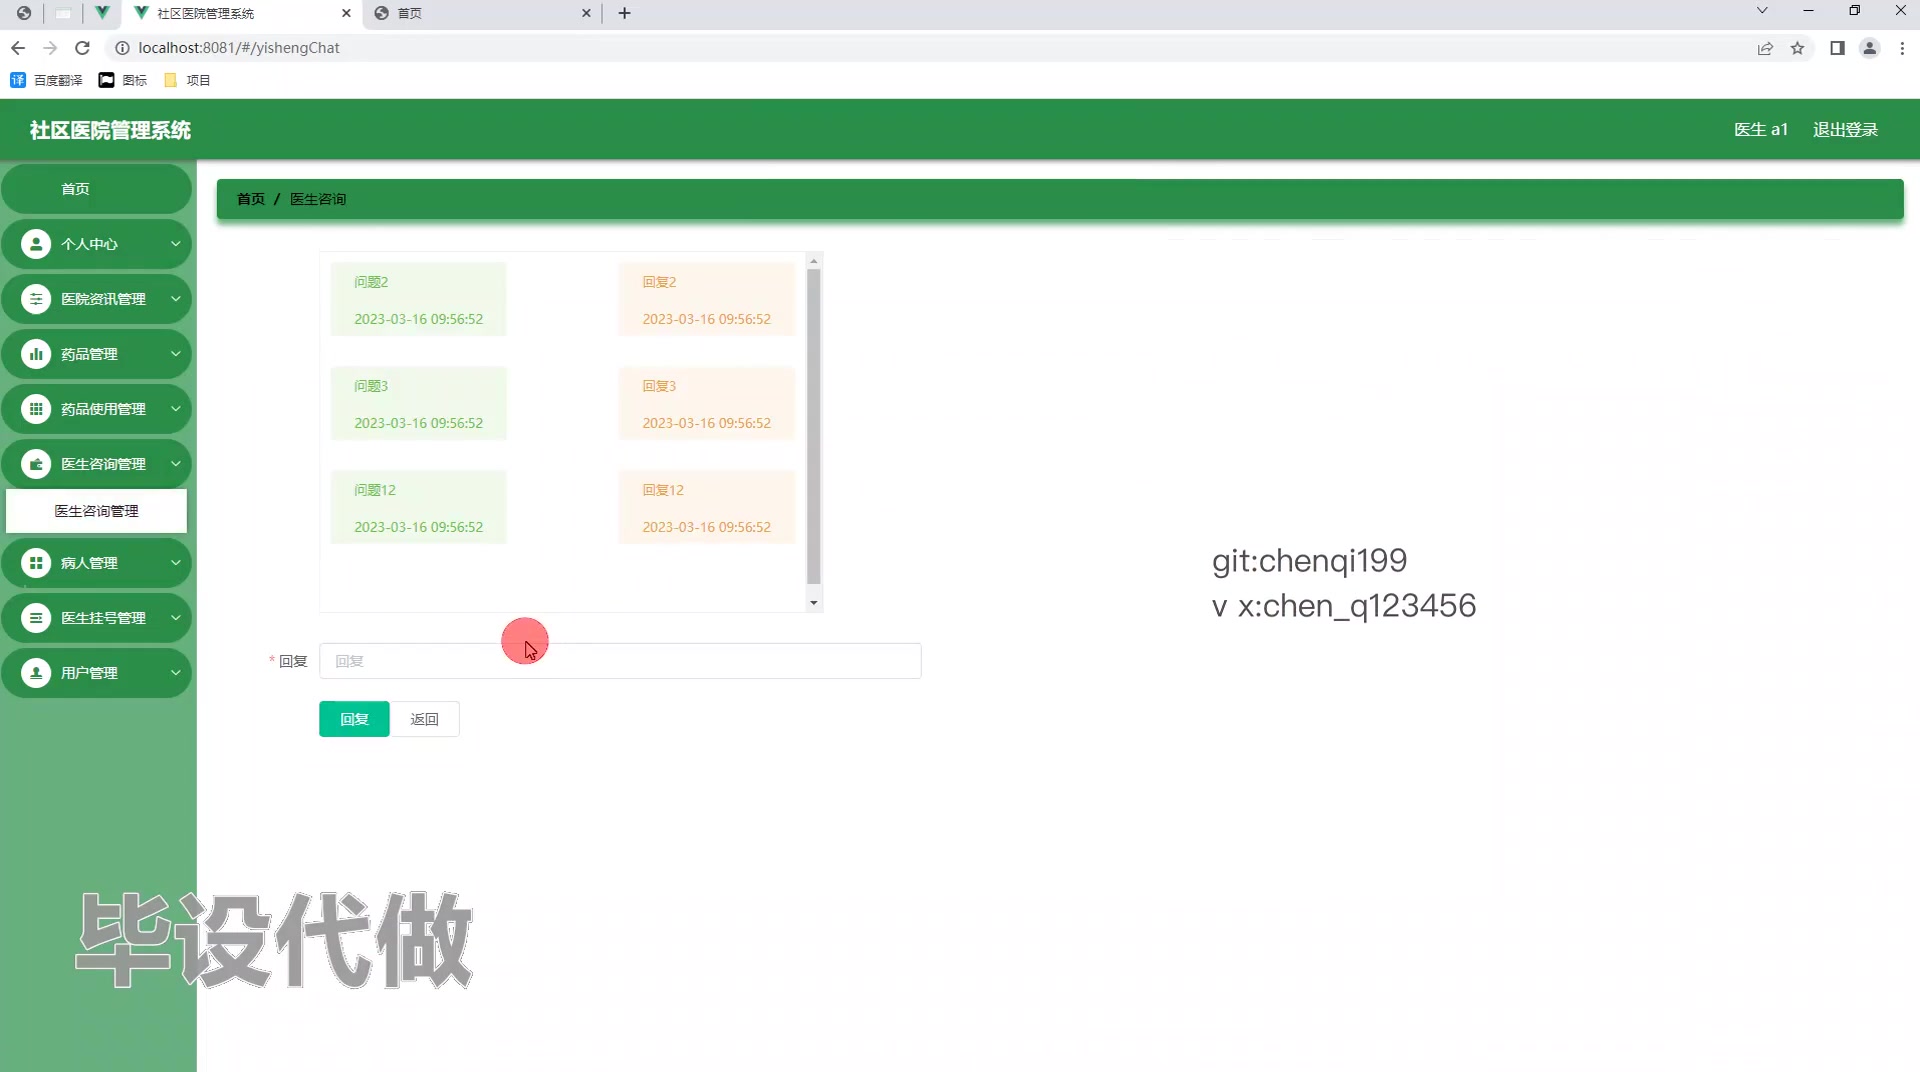 社区医院管理系统
首页
localhost:8081/#/yishengChat
百度翻译
图标
项目
社区医院管理系统
医生 a1
退出登录
首页
个人中心
医院资讯管理
药品管理
药品使用管理
医生咨询管理
医生咨询管理
病人管理
医生挂号管理
用户管理
首页 / 医生咨询
问题2
2023-03-16 09:56:52
回复2
2023-03-16 09:56:52
问题3
2023-03-16 09:56:52
回复3
2023-03-16 09:56:52
问题12
2023-03-16 09:56:52
回复12
2023-03-16 09:56:52
* 回复
回复
回复
返回
git:chenqi199
v x:chen_q123456
毕设代做